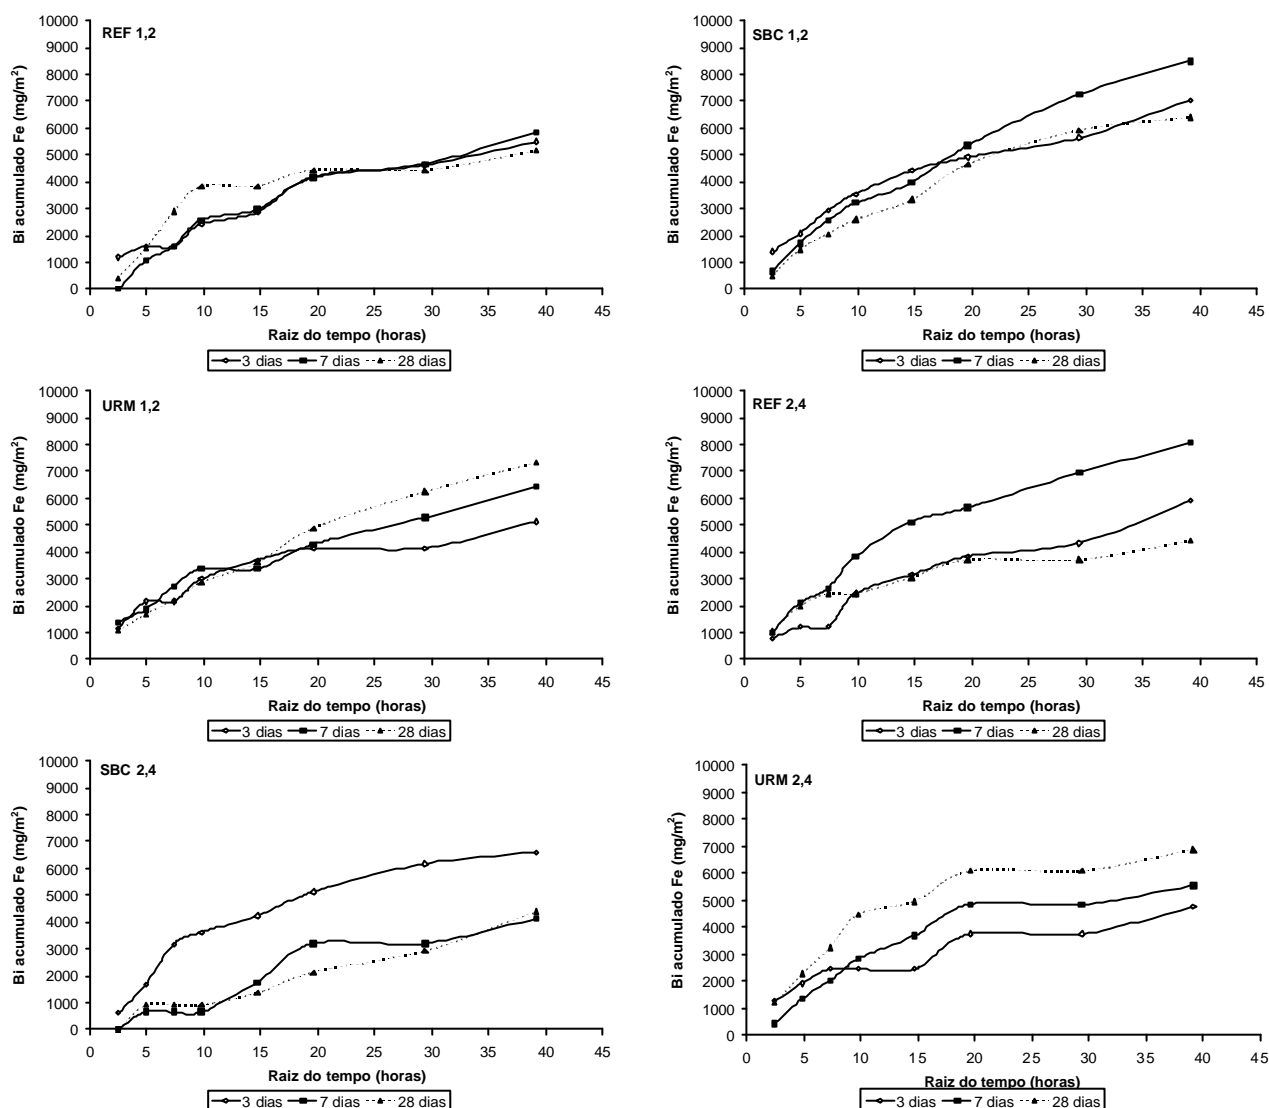 REF 1,2
Bi acumulado Fe (mg/m²)
10000
9000
8000
7000
6000
5000
4000
3000
2000
1000
0
0 5 10 15 20 25 30 35 40 45
Raiz do tempo (horas)
3 dias 7 dias 28 dias
SBC 1,2
Bi acumulado Fe (mg/m²)
10000
9000
8000
7000
6000
5000
4000
3000
2000
1000
0
0 5 10 15 20 25 30 35 40 45
Raiz do tempo (horas)
3 dias 7 dias 28 dias
URM 1,2
Bi acumulado Fe (mg/m²)
10000
9000
8000
7000
6000
5000
4000
3000
2000
1000
0
0 5 10 15 20 25 30 35 40 45
Raiz do tempo (horas)
3 dias 7 dias 28 dias
REF 2,4
Bi acumulado Fe (mg/m²)
10000
9000
8000
7000
6000
5000
4000
3000
2000
1000
0
0 5 10 15 20 25 30 35 40 45
Raiz do tempo (horas)
3 dias 7 dias 28 dias
SBC 2,4
Bi acumulado Fe (mg/m²)
10000
9000
8000
7000
6000
5000
4000
3000
2000
1000
0
0 5 10 15 20 25 30 35 40 45
Raiz do tempo (horas)
3 dias 7 dias 28 dias
URM 2,4
Bi acumulado Fe (mg/m²)
10000
9000
8000
7000
6000
5000
4000
3000
2000
1000
0
0 5 10 15 20 25 30 35 40 45
Raiz do tempo (horas)
3 dias 7 dias 28 dias